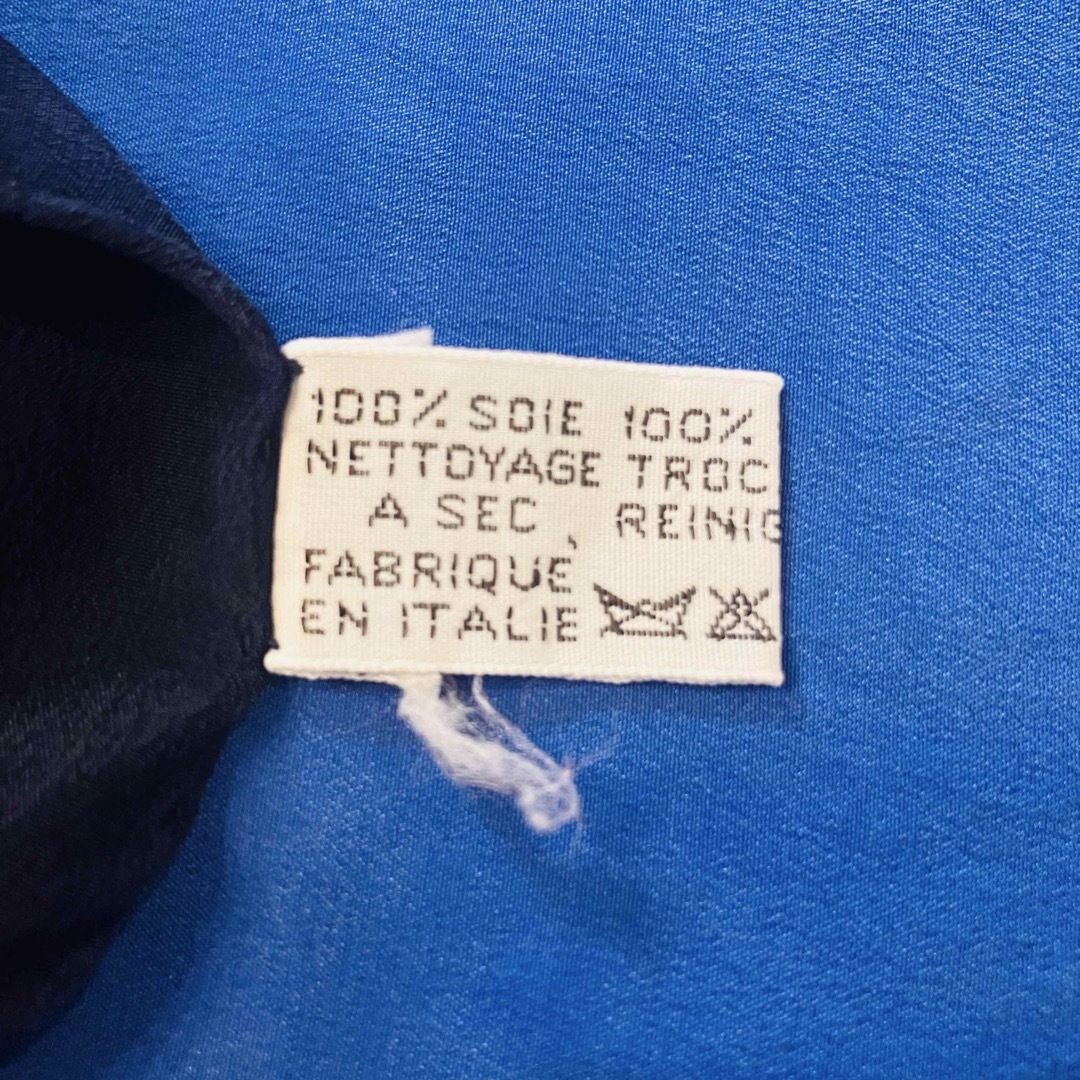 100% SOIE
NETTOYAGE
A SEC
FABRIQUÉ
EN ITALIE
100%
TROC
REINIG